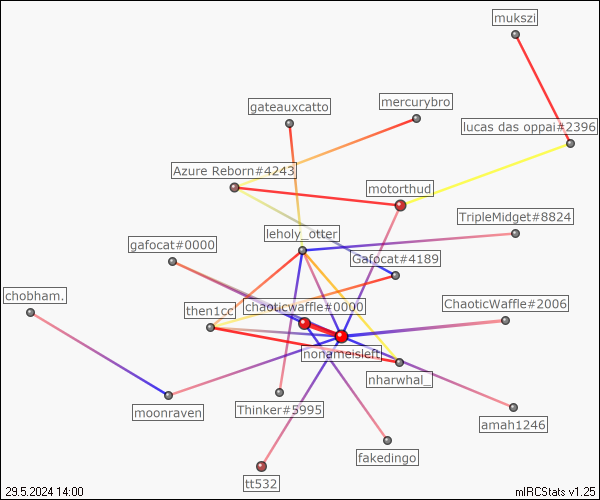 mukszi
mercurybro
gateauxcatto
lucas das oppai#2396
Azure Reborn#4243
motorthud
TripleMidget#8824
leholy_otter
gafocat#0000
Gafocat#4189
chobham.
chaoticwaffle#0000
ChaoticWaffle#2006
then1cc
nonameisleft
nharwhal_
moonraven
Thinker#5995
amah1246
fakedingo
tt532
29.5.2024 14:00
mIRCStats v1.25